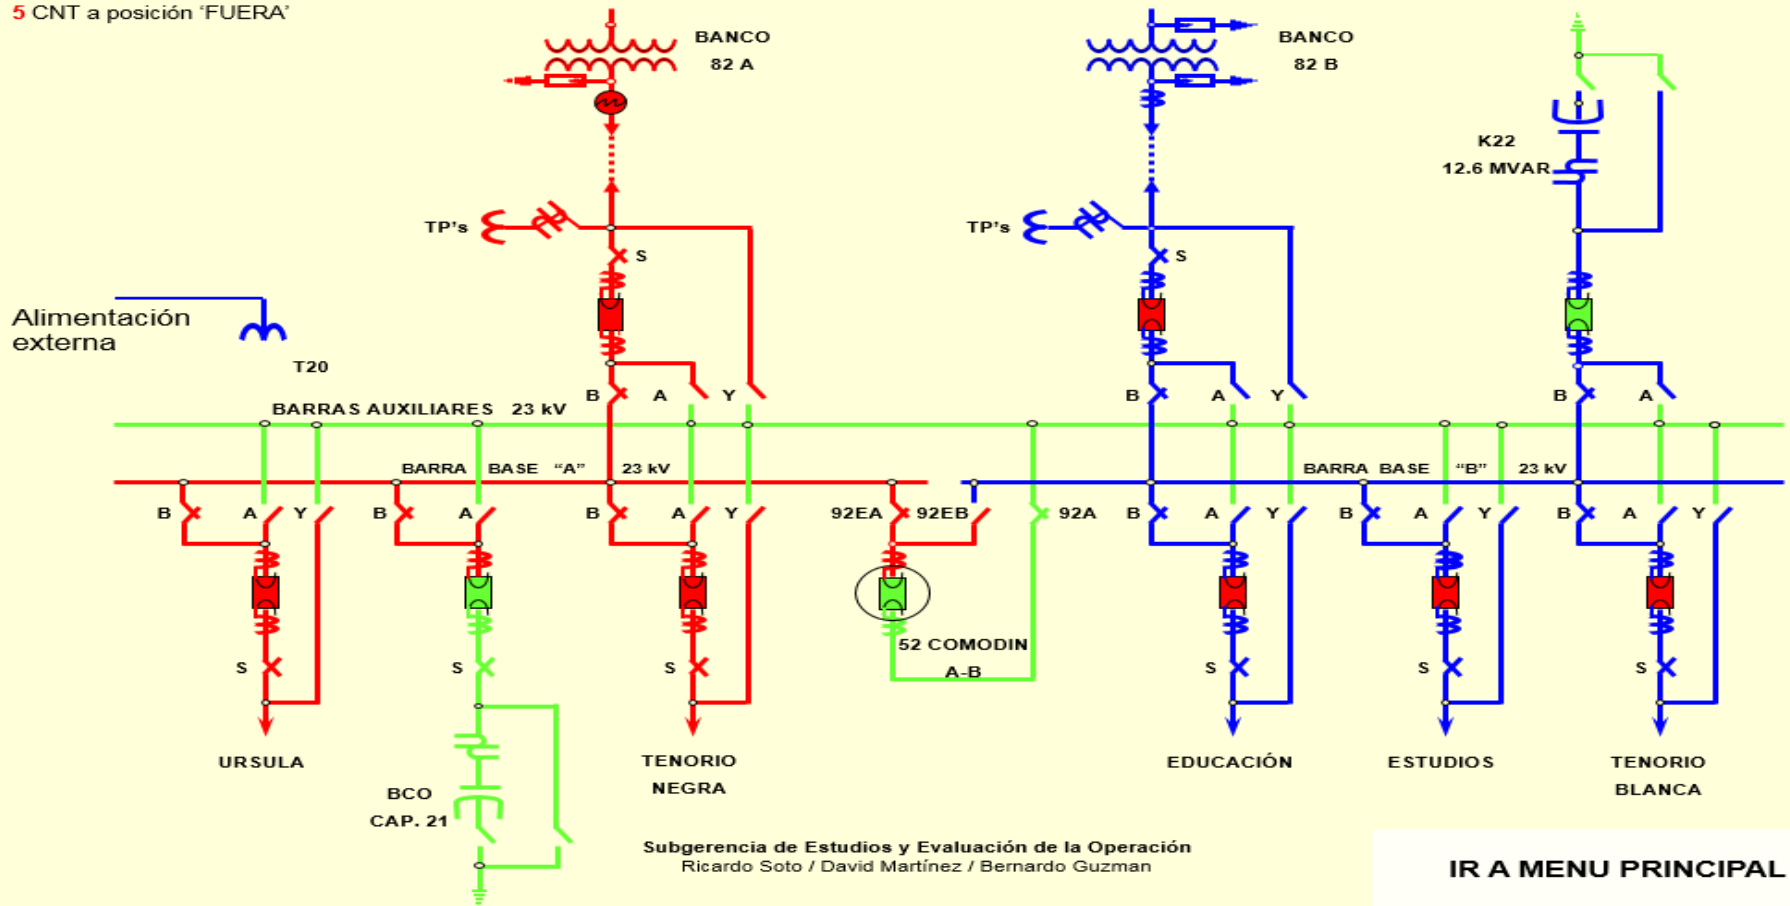 5 CNT a posición ‘FUERA’
BANCO
82 A
BANCO
82 B
K22
12.6 MVAR
TP's
TP's
S
S
Alimentación
externa
T20
B
A
Y
B
A
Y
B
A
BARRAS AUXILIARES 23 kV
BARRA BASE “A” 23 kV
BARRA BASE “B” 23 kV
B
A
Y
B
A
B
A
Y
92EA
92EB
92A
B
A
Y
B
A
Y
B
A
Y
52 COMODIN
A-B
S
S
S
S
S
S
URSULA
TENORIO
NEGRA
EDUCACIÓN
ESTUDIOS
TENORIO
BLANCA
BCO
CAP. 21
Subgerencia de Estudios y Evaluación de la Operación
Ricardo Soto / David Martínez / Bernardo Guzman
IR A MENU PRINCIPAL